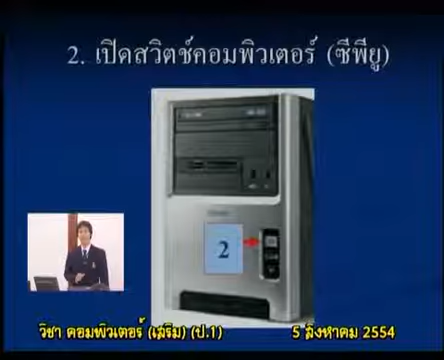 2. เปิดสวิตช์คอมพิวเตอร์ (ซีพียู)
2
วิชา คอมพิวเตอร์ (เสริม) (ป.1)
5 สิงหาคม 2554